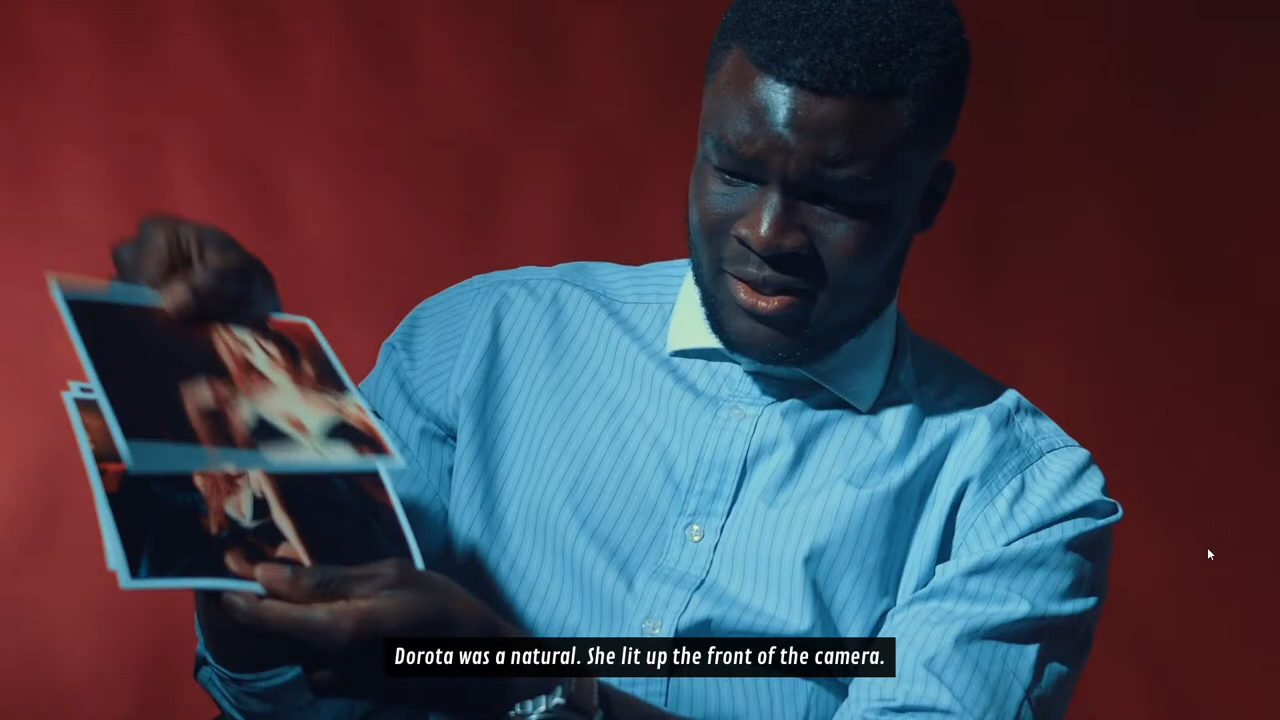 Dorota was a natural. She lit up the front of the camera.